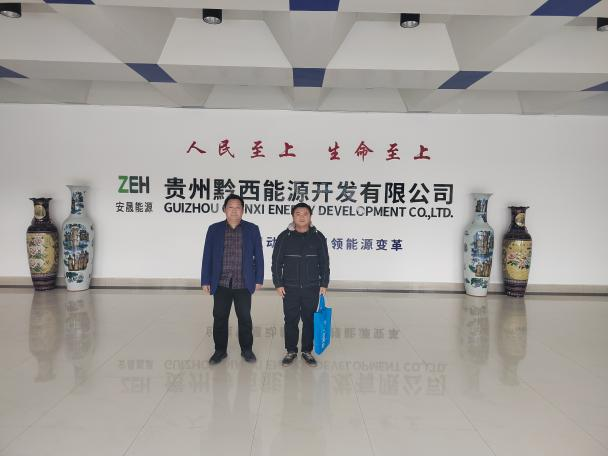 人民至上 生命至上
ZEH
安晟能源
贵州黔西能源开发有限公司
GUIZHOU QIANXI ENERGY DEVELOPMENT CO.,LTD.
动 领能源变革